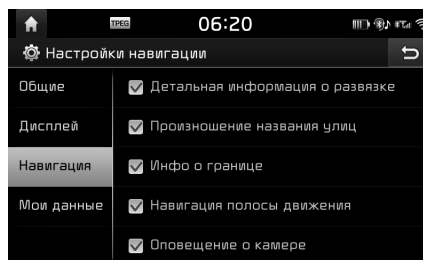 TPEG 06:20
Настройки навигации
Общие
Детальная информация о развязке
Дисплей
Произношение названия улиц
Навигация
Инфо о границе
Мои данные
Навигация полосы движения
Оповещение о камере